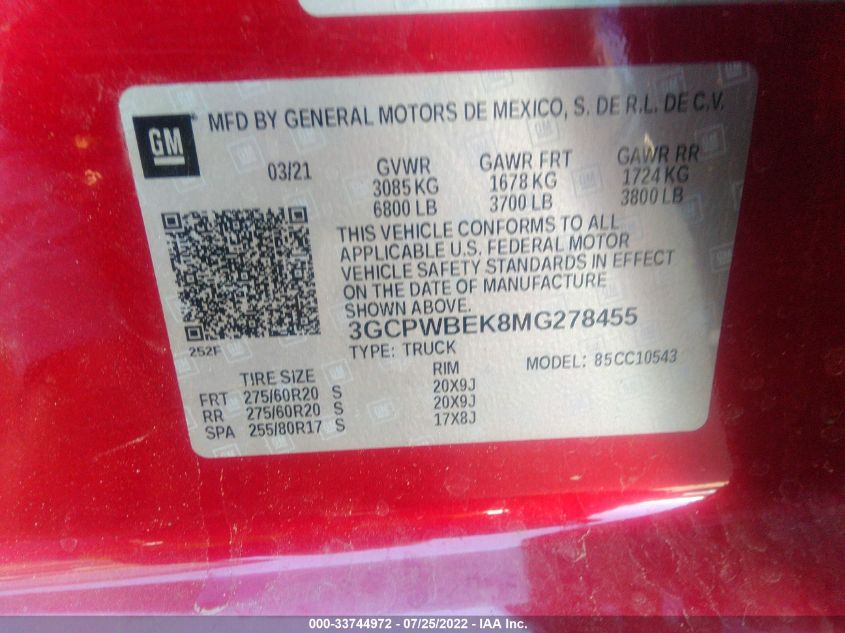 GM
MFD BY GENERAL MOTORS DE MEXICO, S. DE R.L. DE C.V.
03/21 GVWR GAWR FRT GAWR RR
3085 KG 1678 KG 1724 KG
6800 LB 3700 LB 3800 LB
THIS VEHICLE CONFORMS TO ALL
APPLICABLE U.S. FEDERAL MOTOR
VEHICLE SAFETY STANDARDS IN EFFECT
ON THE DATE OF MANUFACTURE
SHOWN ABOVE.
3GCPWBEK8MG278455
252F TYPE: TRUCK MODEL: 85CC10543
TIRE SIZE RIM
FRT 275/60R20 S 20X9J
RR 275/60R20 S 20X9J
SPA 255/80R17 S 17X8J
000-33744972 - 07/25/2022 - IAA Inc.